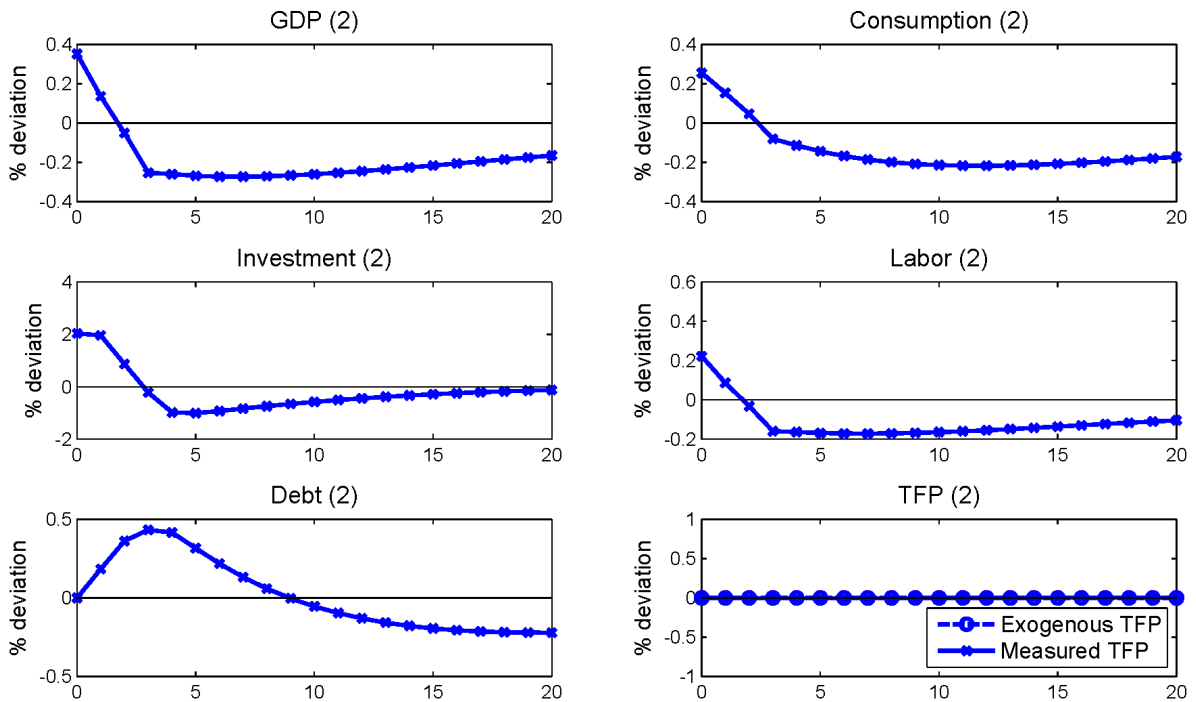 GDP (2)
% deviation
0.4
0.2
0
-0.2
-0.4
0 5 10 15 20
Consumption (2)
% deviation
0.4
0.2
0
-0.2
-0.4
0 5 10 15 20
Investment (2)
% deviation
4
2
0
-2
0 5 10 15 20
Labor (2)
% deviation
0.6
0.4
0.2
0
-0.2
0 5 10 15 20
Debt (2)
% deviation
0.5
0
-0.5
0 5 10 15 20
TFP (2)
% deviation
1
0.5
0
-0.5
-1
0 5 10 15 20
Exogenous TFP
Measured TFP